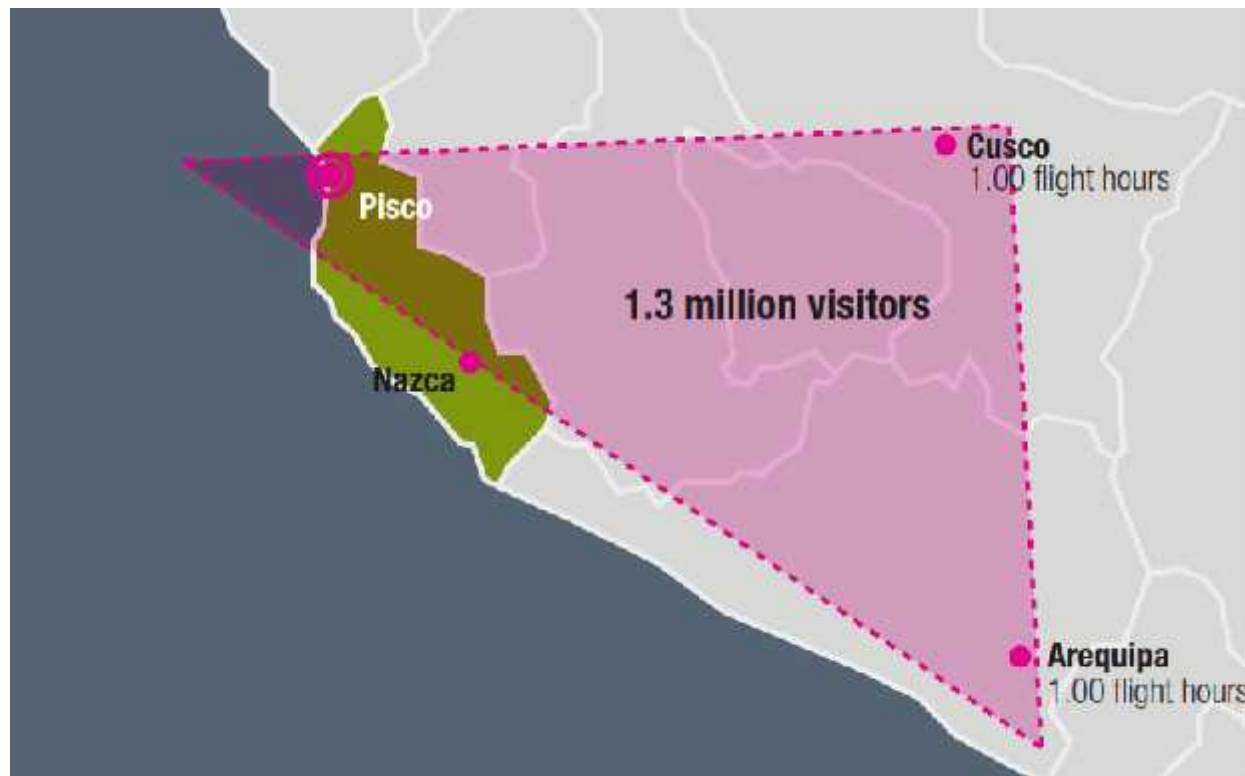 Cusco
1.00 flight hours
Pisco
1.3 million visitors
Nazca
Arequipa
1.00 flight hours